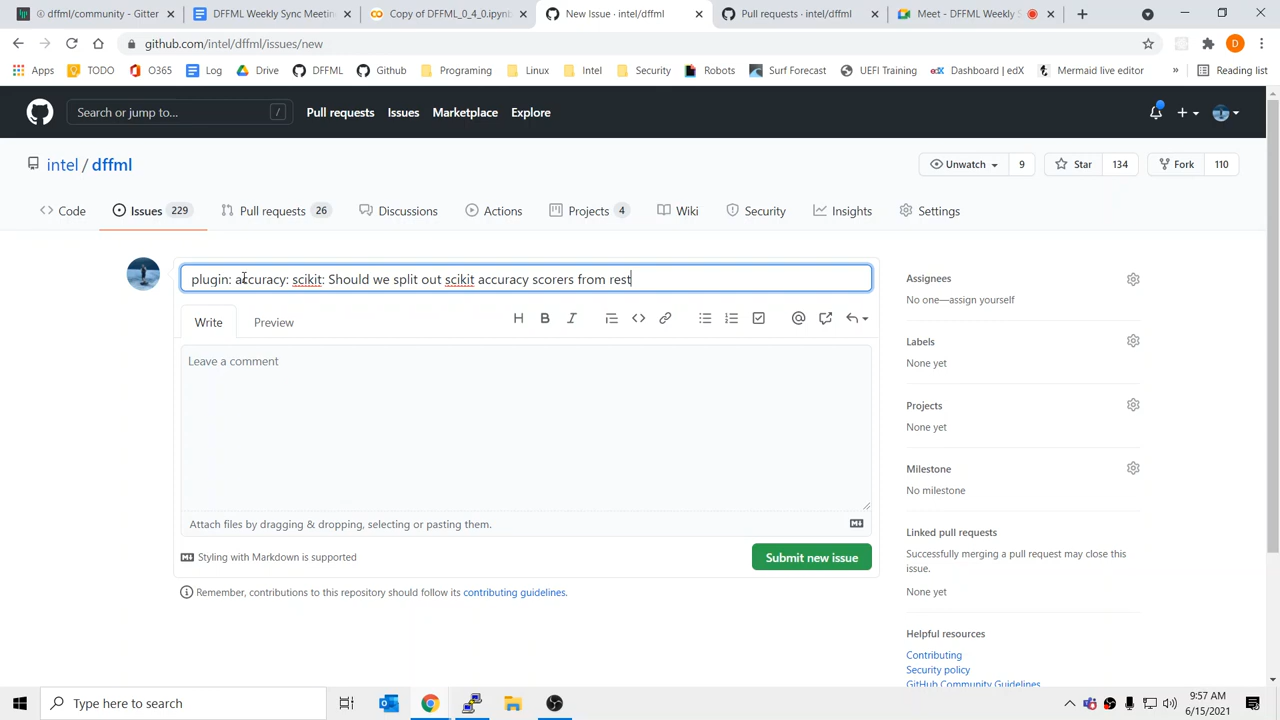 dffml/community - Gitter
DFFML Weekly Sync Meetin
Copy of DFFML_0_4_0.ipynb
New Issue · intel/dffml
Pull requests · intel/dffml
Meet - DFFML Weekly S
github.com/intel/dffml/issues/new
Apps
TODO
O365
Log
Drive
DFFML
Github
Programing
Linux
Intel
Security
Robots
Surf Forecast
UEFI Training
edX
Dashboard | edX
Mermaid live editor
»
Reading list
Search or jump to...
/
Pull requests
Issues
Marketplace
Explore
intel / dffml
Unwatch
9
Star
134
Fork
110
Code
Issues 229
Pull requests 26
Discussions
Actions
Projects 4
Wiki
Security
Insights
Settings
plugin: accuracy: scikit: Should we split out scikit accuracy scorers from rest
Write
Preview
Leave a comment
Attach files by dragging & dropping, selecting or pasting them.
Styling with Markdown is supported
Submit new issue
Remember, contributions to this repository should follow its contributing guidelines.
Assignees
No one—assign yourself
Labels
None yet
Projects
None yet
Milestone
No milestone
Linked pull requests
Successfully merging a pull request may close this
issue.
None yet
Helpful resources
Contributing
Security policy
GitHub Community Guidelines
Type here to search
9:57 AM
6/15/2021